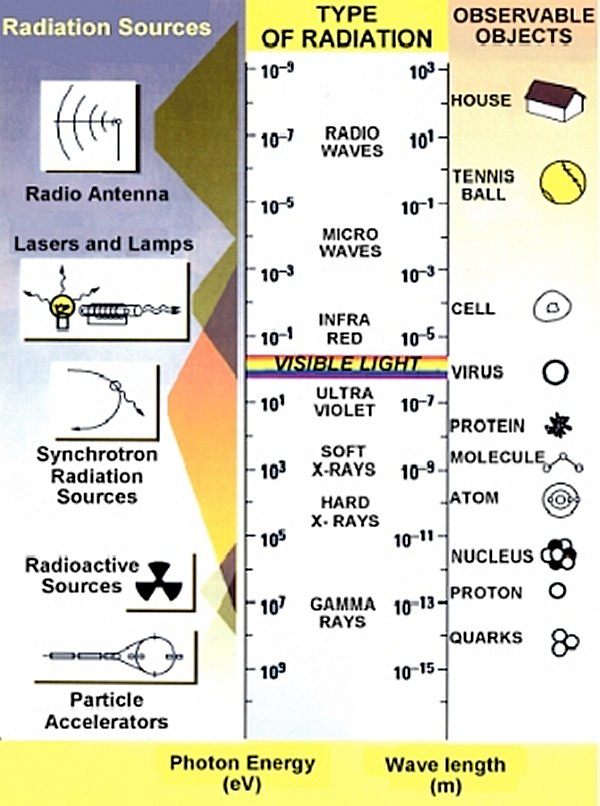 Radiation Sources
Radio Antenna
Lasers and Lamps
Synchrotron
Radiation
Sources
Radioactive
Sources
Particle
Accelerators
TYPE
OF RADIATION
10⁻⁹
10⁻⁷
10⁻⁵
10⁻³
10⁻¹
10¹
10³
10⁵
10⁷
10⁹
RADIO
WAVES
MICRO
WAVES
INFRA
RED
VISIBLE LIGHT
ULTRA
VIOLET
SOFT
X-RAYS
HARD
X- RAYS
GAMMA
RAYS
10³
10¹
10⁻¹
10⁻³
10⁻⁵
10⁻⁷
10⁻⁹
10⁻¹¹
10⁻¹³
10⁻¹⁵
OBSERVABLE
OBJECTS
HOUSE
TENNIS
BALL
CELL
VIRUS
PROTEIN
MOLECULE
ATOM
NUCLEUS
PROTON
QUARKS
Photon Energy
(eV)
Wave length
(m)